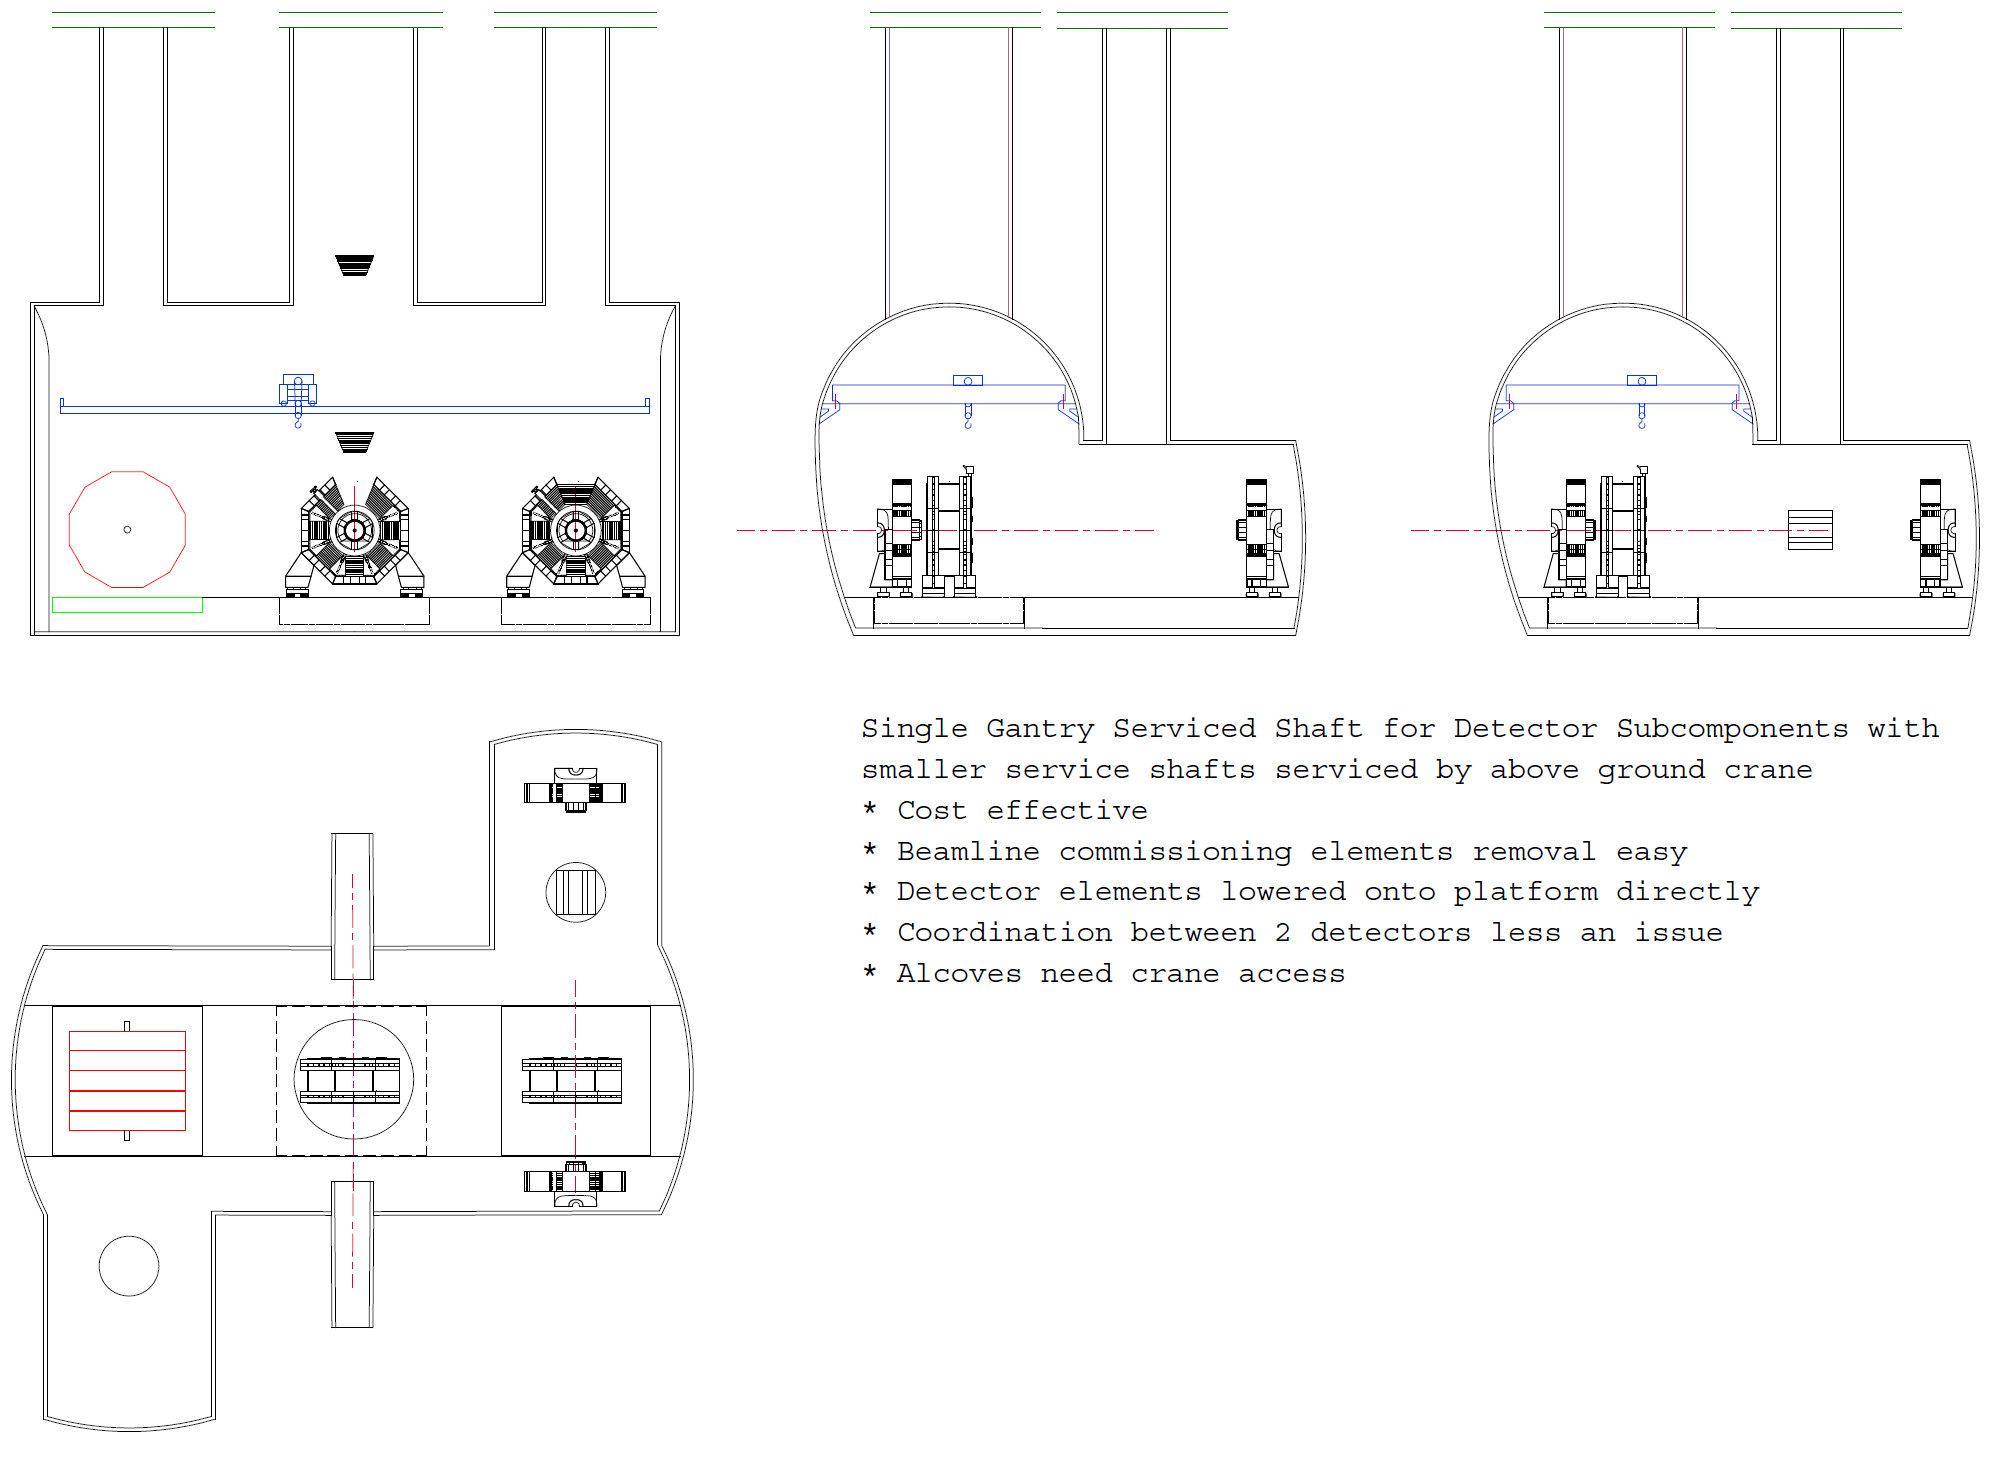 Single Gantry Serviced Shaft for Detector Subcomponents with
smaller service shafts serviced by above ground crane
* Cost effective
* Beamline commissioning elements removal easy
* Detector elements lowered onto platform directly
* Coordination between 2 detectors less an issue
* Alcoves need crane access